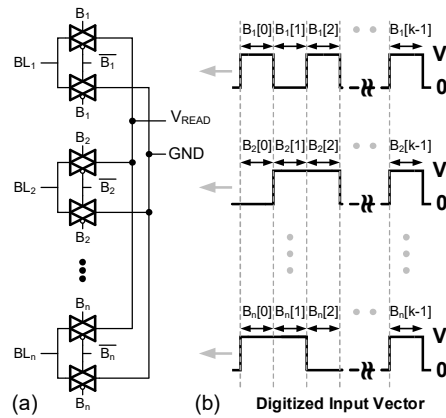 B₁
BL₁
B₁̅
B₁
V_READ
GND
B₂
BL₂
B₂̅
B₂
Bₙ
BLₙ
Bₙ̅
Bₙ
(a)
B₁[0] B₁[1] B₁[2] B₁[k-1]
V
0
B₂[0] B₂[1] B₂[2] B₂[k-1]
V
0
Bₙ[0] Bₙ[1] Bₙ[2] Bₙ[k-1]
V
0
(b) Digitized Input Vector